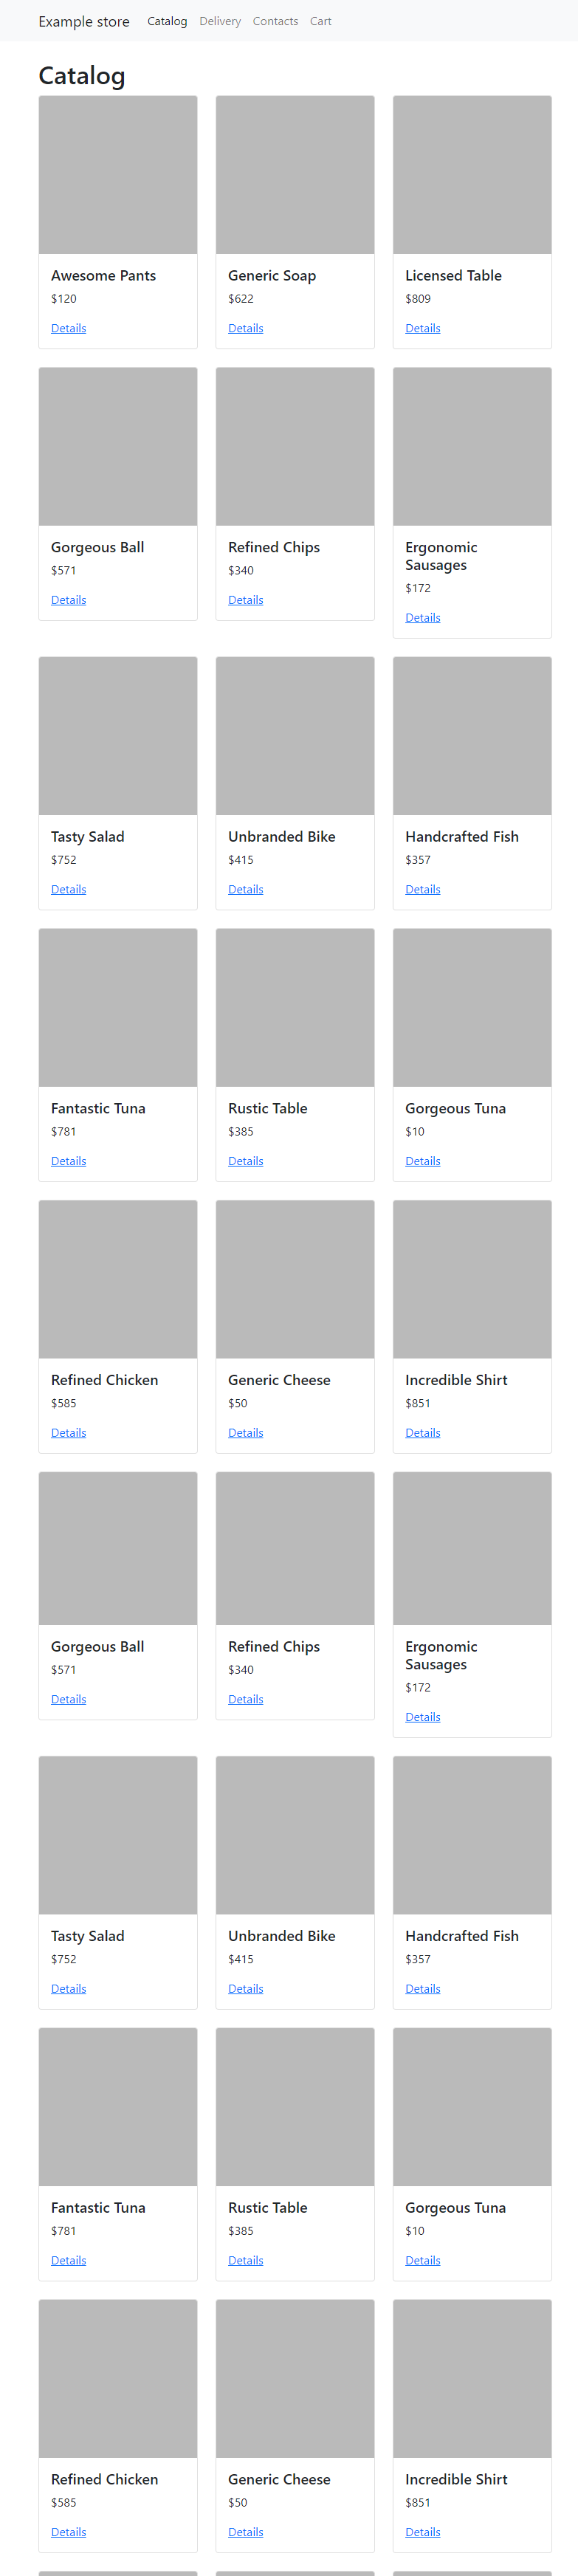 Example store Catalog Delivery Contacts Cart
Catalog
Awesome Pants
$120
Details
Generic Soap
$622
Details
Licensed Table
$809
Details
Gorgeous Ball
$571
Details
Refined Chips
$340
Details
Ergonomic
Sausages
$172
Details
Tasty Salad
$752
Details
Unbranded Bike
$415
Details
Handcrafted Fish
$357
Details
Fantastic Tuna
$781
Details
Rustic Table
$385
Details
Gorgeous Tuna
$10
Details
Refined Chicken
$585
Details
Generic Cheese
$50
Details
Incredible Shirt
$851
Details
Gorgeous Ball
$571
Details
Refined Chips
$340
Details
Ergonomic
Sausages
$172
Details
Tasty Salad
$752
Details
Unbranded Bike
$415
Details
Handcrafted Fish
$357
Details
Fantastic Tuna
$781
Details
Rustic Table
$385
Details
Gorgeous Tuna
$10
Details
Refined Chicken
$585
Details
Generic Cheese
$50
Details
Incredible Shirt
$851
Details